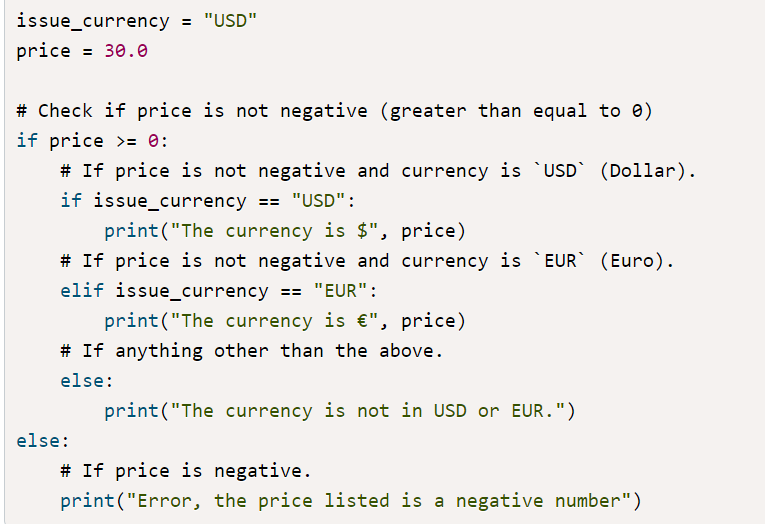 issue_currency = "USD"
price = 30.0

# Check if price is not negative (greater than equal to 0)
if price >= 0:
    # If price is not negative and currency is `USD` (Dollar).
    if issue_currency == "USD":
        print("The currency is $", price)
    # If price is not negative and currency is `EUR` (Euro).
    elif issue_currency == "EUR":
        print("The currency is €", price)
    # If anything other than the above.
    else:
        print("The currency is not in USD or EUR.")
else:
    # If price is negative.
    print("Error, the price listed is a negative number")